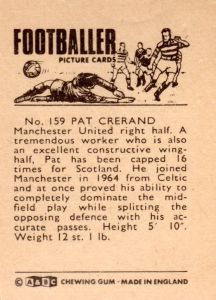 FOOTBALLER
PICTURE CARDS
No. 159 PAT CRERAND
Manchester United right half. A
tremendous worker who is also
an excellent constructive wing-
half, Pat has been capped 16
times for Scotland. He joined
Manchester in 1964 from Celtic
and at once proved his ability to
completely dominate the mid-
field play while splitting the
opposing defence with his ac-
curate passes. Height 5' 10".
Weight 12 st. 1 lb.
© A&BC CHEWING GUM - MADE IN ENGLAND